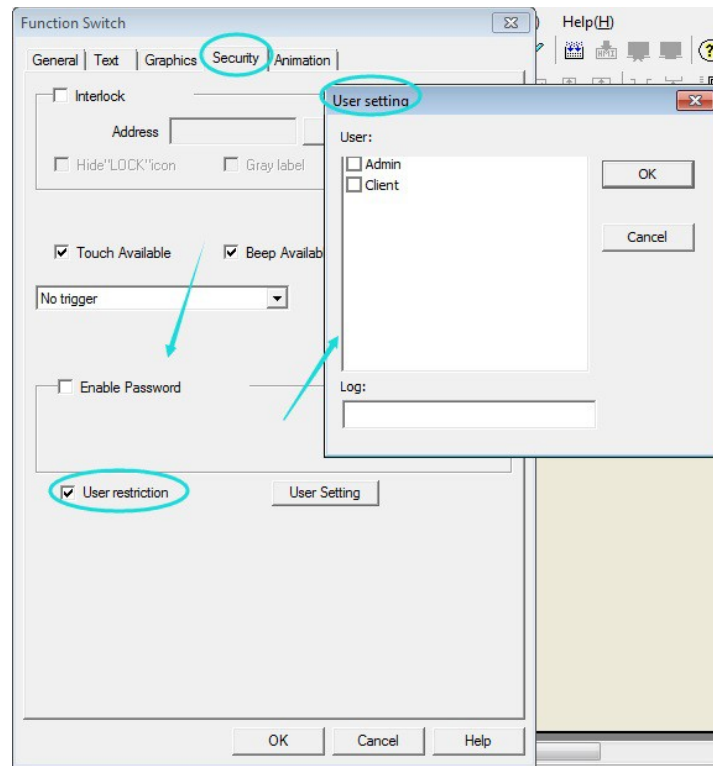 Function Switch
Help(H)
General Text Graphics Security Animation
HMI
Interlock
Address
Hide"LOCK"icon Gray label
Touch Available Beep Availab
No trigger
Enable Password
User restriction User Setting
OK Cancel Help
User setting
User:
Admin
Client
OK
Cancel
Log: